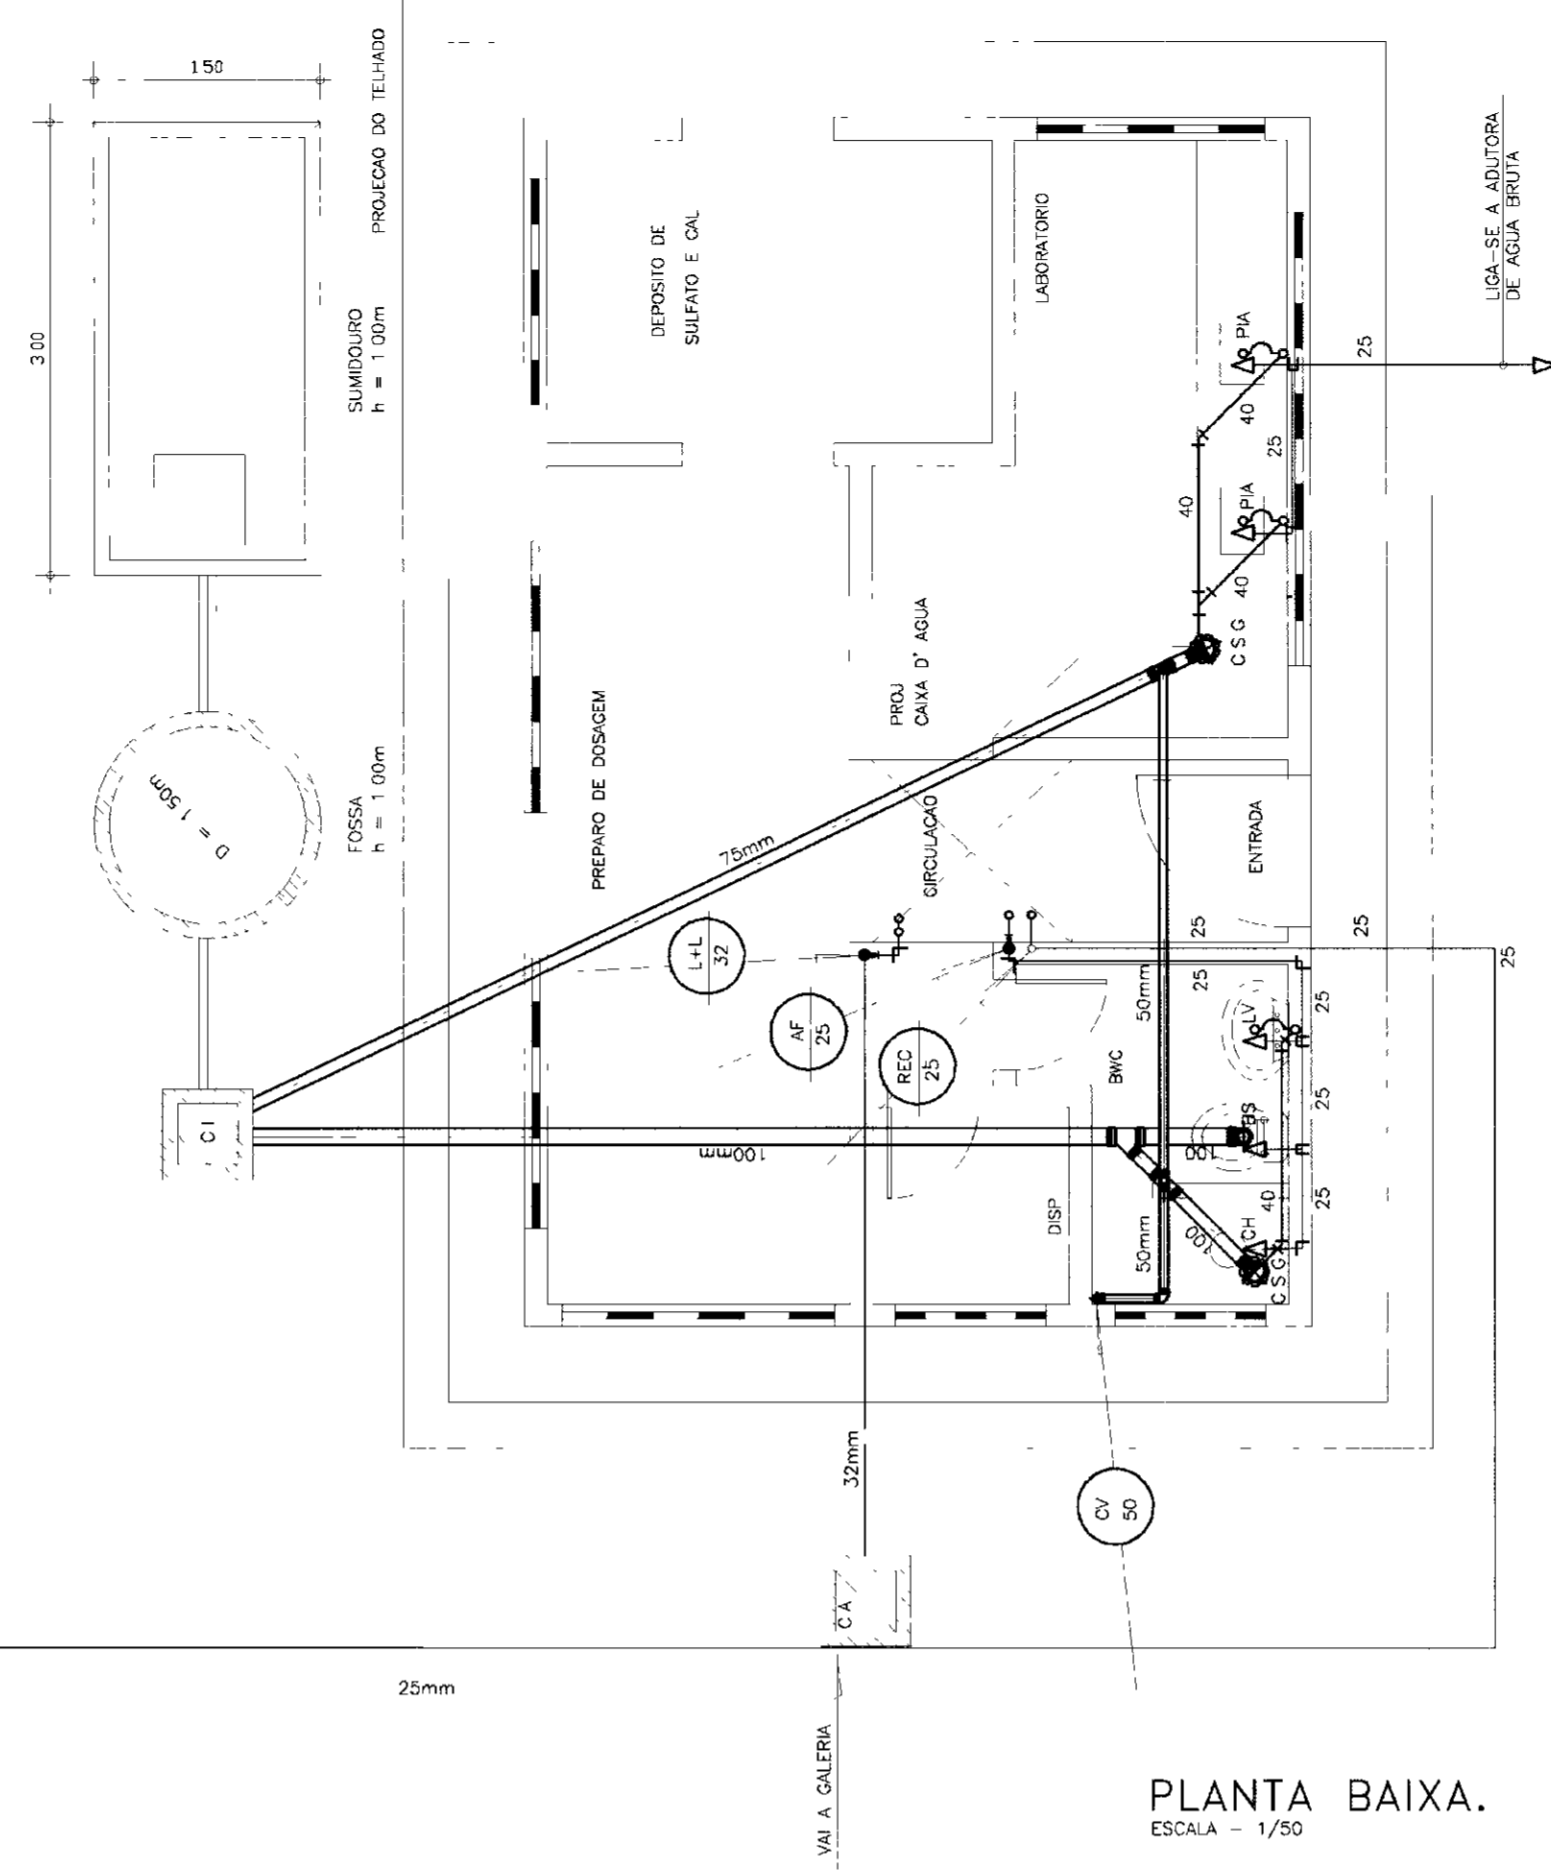 150
300
PROJECAO DO TELHADO
SUMIDOURO
h = 1 00m
DEPOSITO DE
SULFATO E CAL
LABORATORIO
LIGA-SE A ADUTORA
DE AGUA BRUTA
PIA
25
40
25
PIA
40
40
C S G
PROJ
CAIXA D' AGUA
D = 1 50m
FOSSA
h = 1 00m
PREPARO DE DOSAGEM
75mm
CIRCULACAO
ENTRADA
L+L
32
AF
25
REC
25
25
25
25
25
50mm
25
LV
BWC
C I
100mm
BS
25
100
40
25
DISP
50mm
100
CH
C S G
32mm
CV
50
C A
25mm
VAI A GALERIA
PLANTA BAIXA.
ESCALA - 1/50